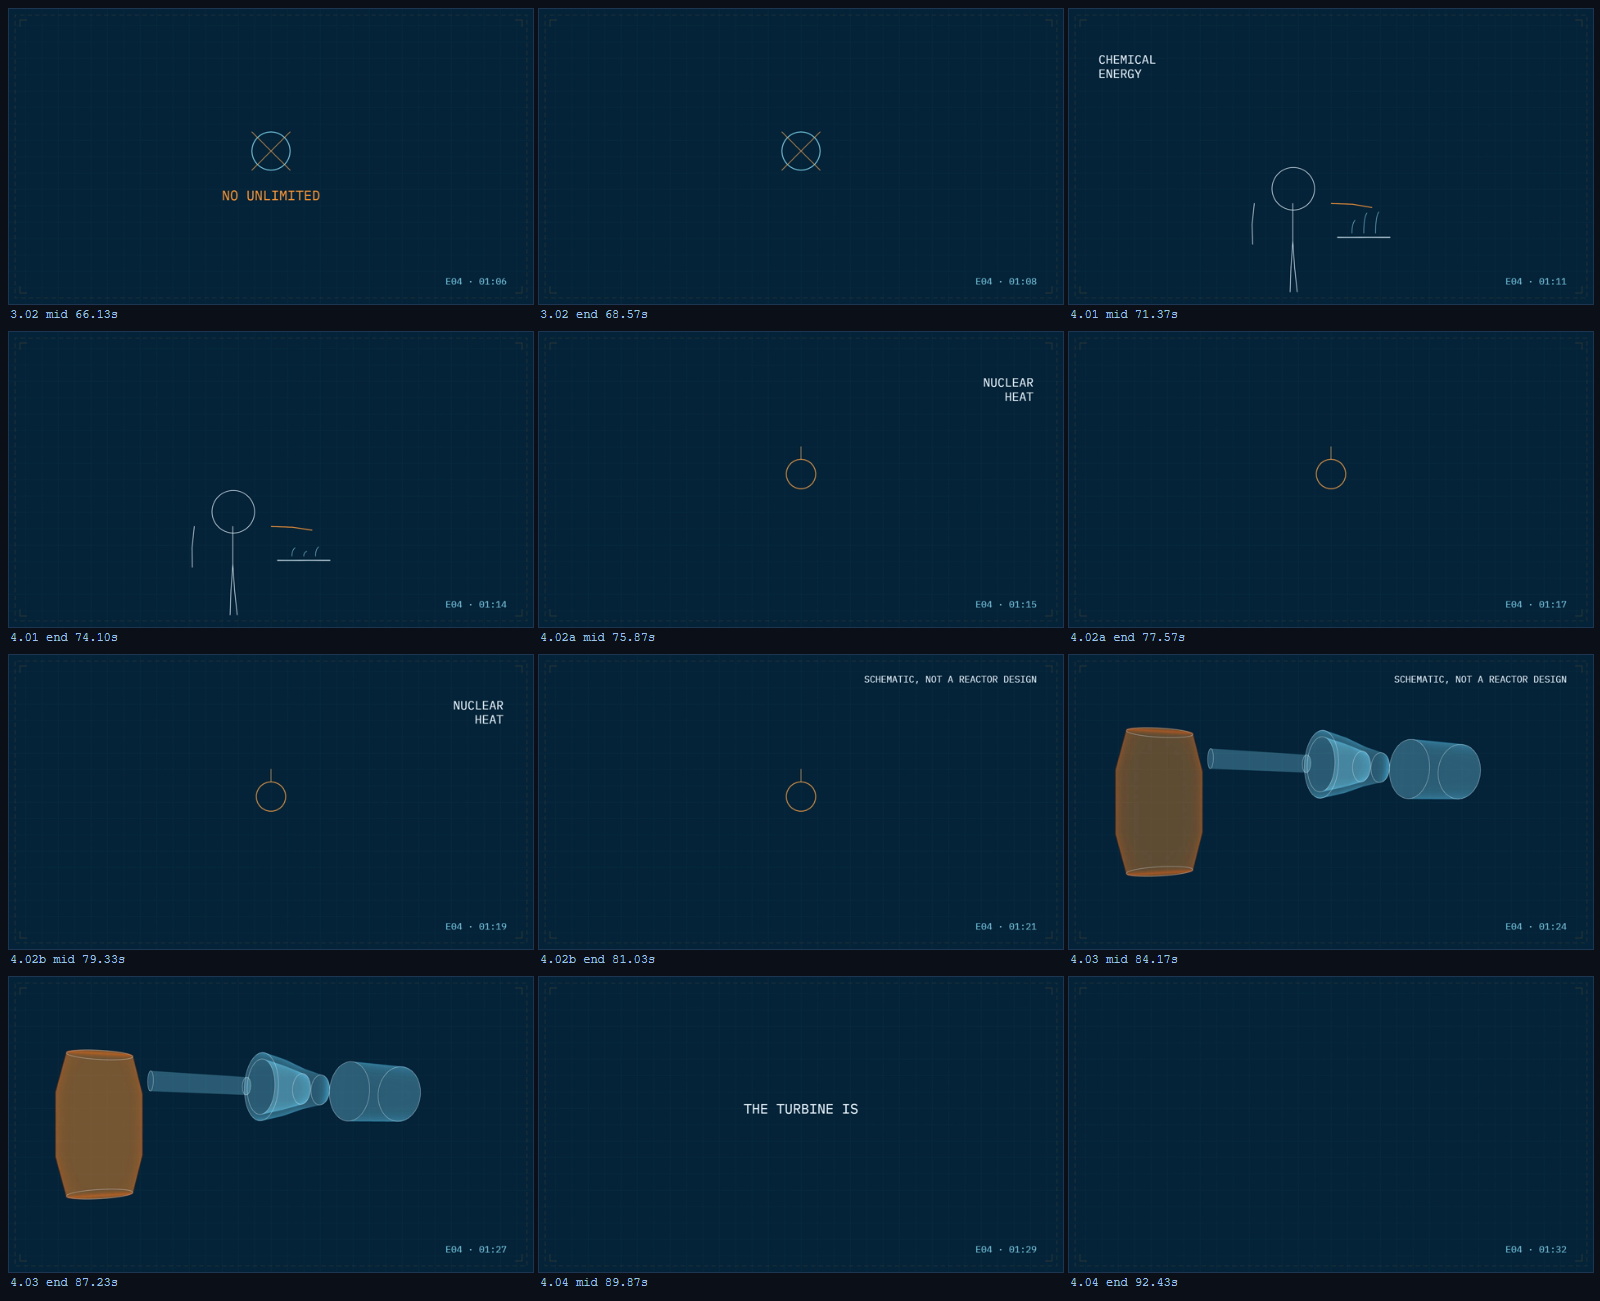 NO UNLIMITED
E04 · 01:06
3.02 mid 66.13s
E04 · 01:08
3.02 end 68.57s
CHEMICAL
ENERGY
E04 · 01:11
4.01 mid 71.37s
E04 · 01:14
4.01 end 74.10s
NUCLEAR
HEAT
E04 · 01:15
4.02a mid 75.87s
E04 · 01:17
4.02a end 77.57s
NUCLEAR
HEAT
E04 · 01:19
4.02b mid 79.33s
SCHEMATIC, NOT A REACTOR DESIGN
E04 · 01:21
4.02b end 81.03s
SCHEMATIC, NOT A REACTOR DESIGN
E04 · 01:24
4.03 mid 84.17s
E04 · 01:27
4.03 end 87.23s
THE TURBINE IS
E04 · 01:29
4.04 mid 89.87s
E04 · 01:32
4.04 end 92.43s